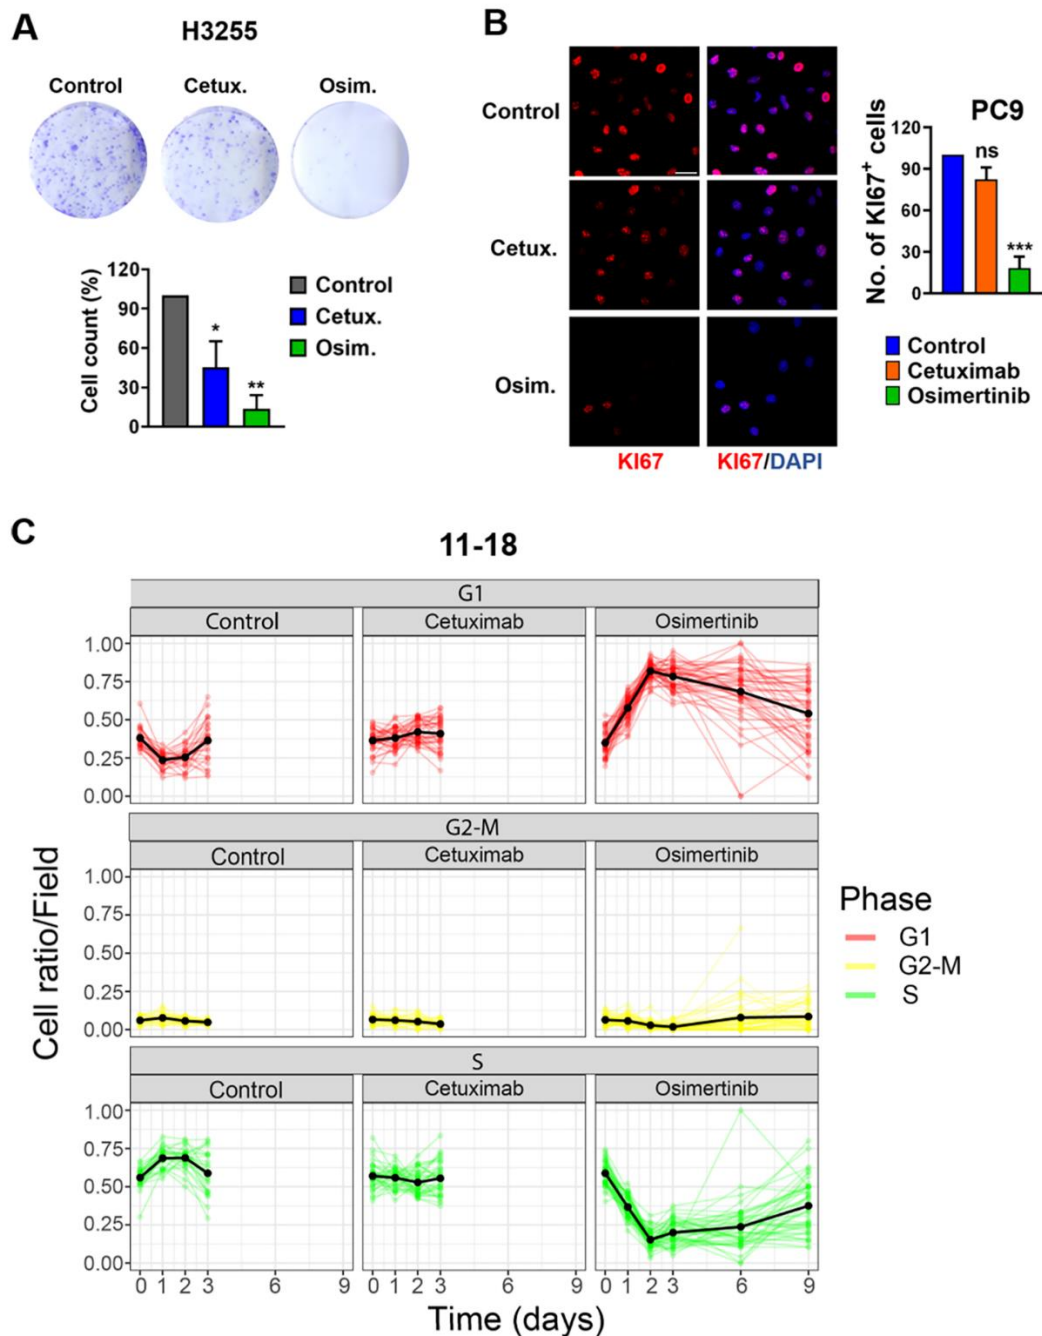 A
H3255
Control Cetux. Osim.
120
90
60
30
0
Cell count (%)
*
**
Control
Cetux.
Osim.
B
Control
Cetux.
Osim.
KI67 KI67/DAPI
PC9
120
90
60
30
0
No. of KI67+ cells
ns
***
Control
Cetuximab
Osimertinib
C
11-18
G1
Control Cetuximab Osimertinib
1.00
0.75
0.50
0.25
0.00
G2-M
Control Cetuximab Osimertinib
1.00
0.75
0.50
0.25
0.00
S
Control Cetuximab Osimertinib
1.00
0.75
0.50
0.25
0.00
0 1 2 3 6 9 0 1 2 3 6 9 0 1 2 3 6 9
Time (days)
Cell ratio/Field
Phase
G1
G2-M
S